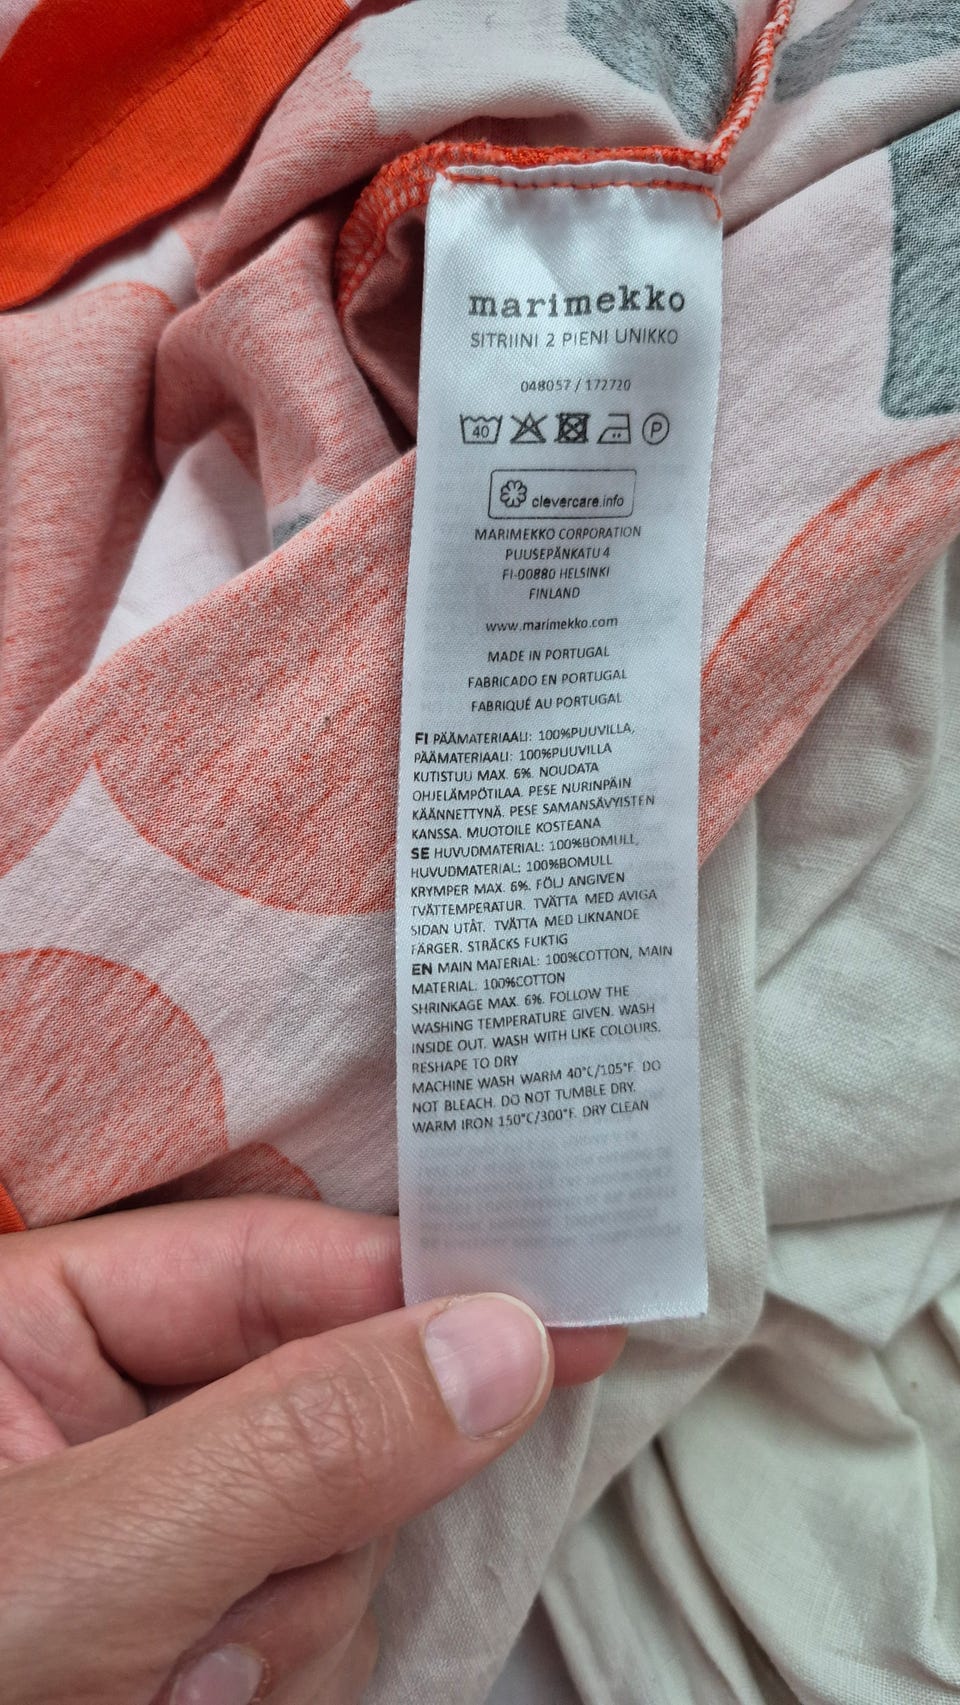 marimekko
SITRIINI 2 PIENI UNIKKO
048057 / 172720
40 P
clevercare.info
MARIMEKKO CORPORATION
PUUSEPÄNKATU 4
FI-00880 HELSINKI
FINLAND
www.marimekko.com
MADE IN PORTUGAL
FABRICADO EN PORTUGAL
FABRIQUÉ AU PORTUGAL
FI PÄÄMATERIAALI: 100%PUUVILLA,
PÄÄMATERIAALI: 100%PUUVILLA
KUTISTUU MAX. 6%. NOUDATA
OHJELÄMPÖTILAA. PESE NURINPÄIN
KÄÄNNETTYNÄ. PESE SAMANSÄVYISTEN
KANSSA. MUOTOILE KOSTEANA
SE HUVUDMATERIAL: 100%BOMULL,
HUVUDMATERIAL: 100%BOMULL
KRYMPER MAX. 6%. FÖLJ ANGIVEN
TVÄTTEMPERATUR. TVÄTTA MED AVIGA
SIDAN UTÅT. TVÄTTA MED LIKNANDE
FÄRGER. STRÄCKS FUKTIG
EN MAIN MATERIAL: 100%COTTON, MAIN
MATERIAL: 100%COTTON
SHRINKAGE MAX. 6%. FOLLOW THE
WASHING TEMPERATURE GIVEN. WASH
INSIDE OUT. WASH WITH LIKE COLOURS.
RESHAPE TO DRY
MACHINE WASH WARM 40°C/105°F. DO
NOT BLEACH. DO NOT TUMBLE DRY.
WARM IRON 150°C/300°F. DRY CLEAN